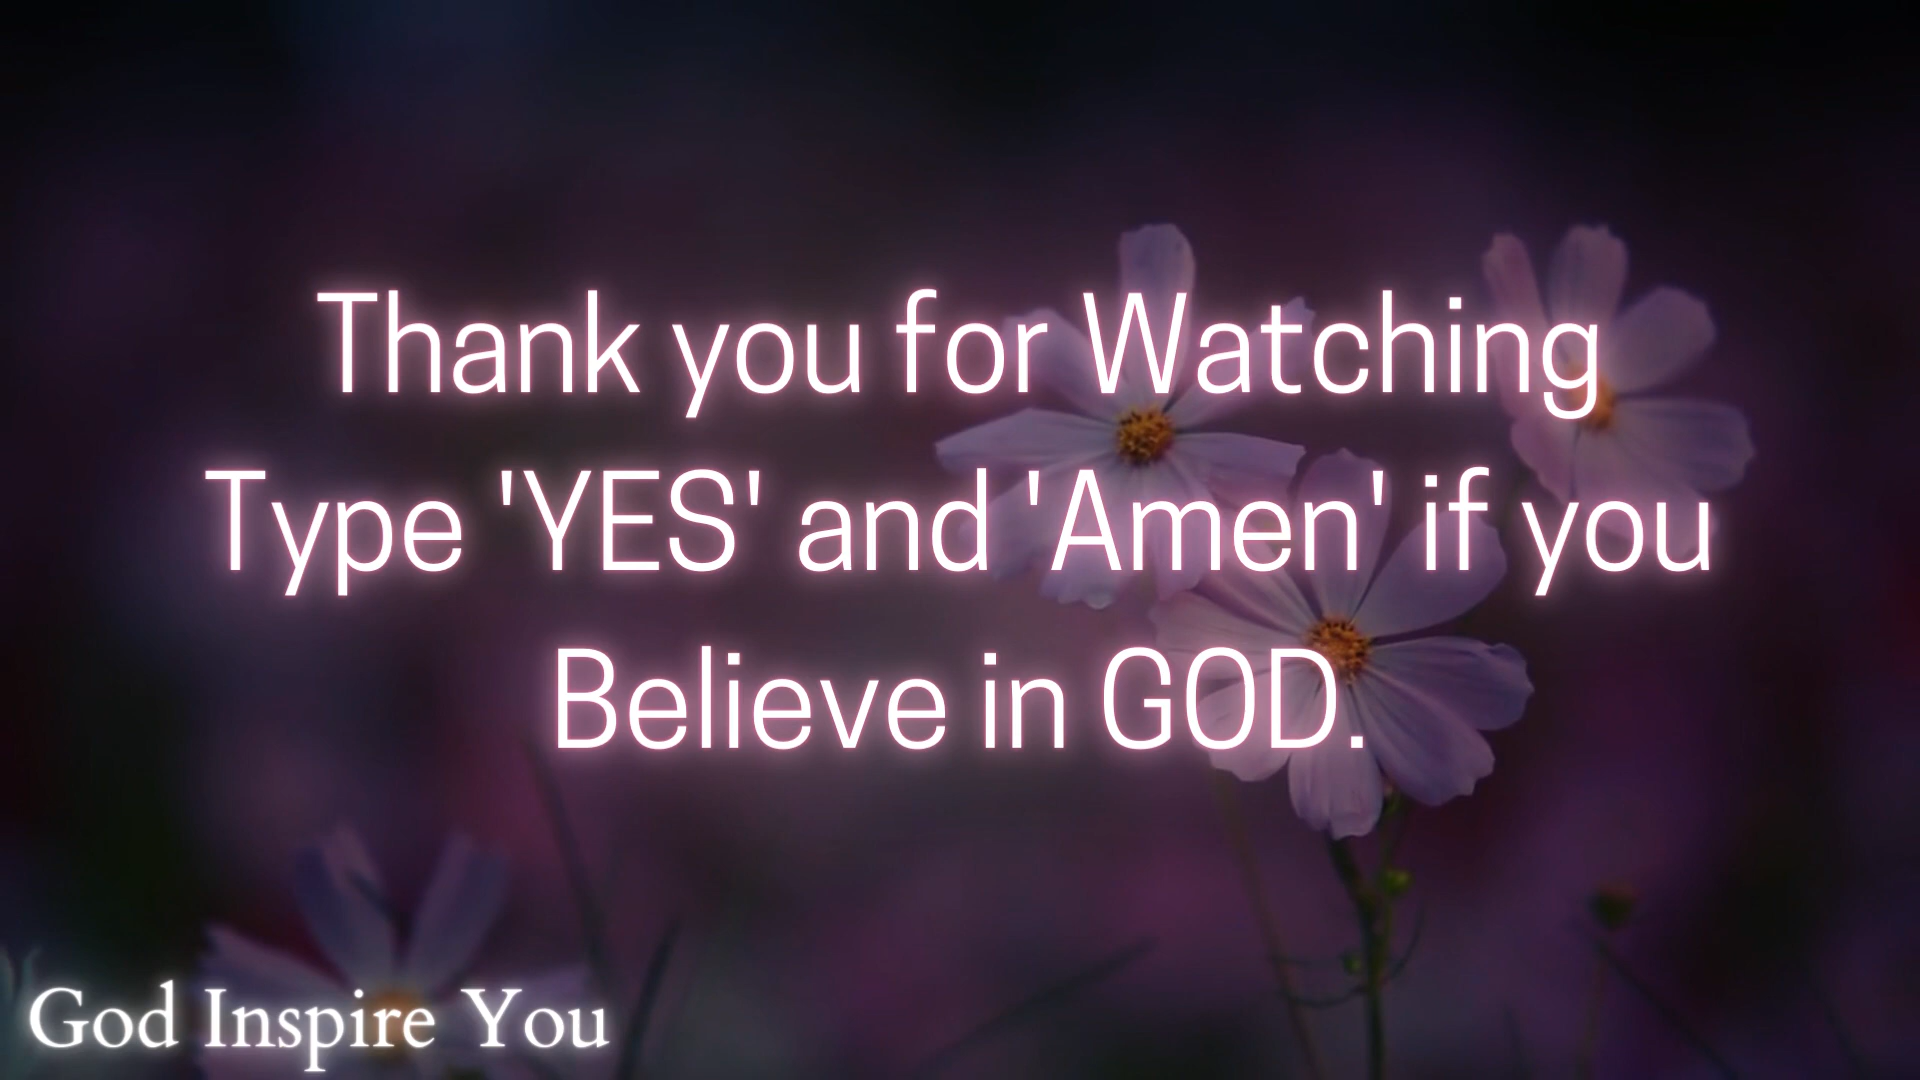 Thank you for Watching
Type 'YES' and 'Amen' if you
Believe in GOD.
God Inspire You